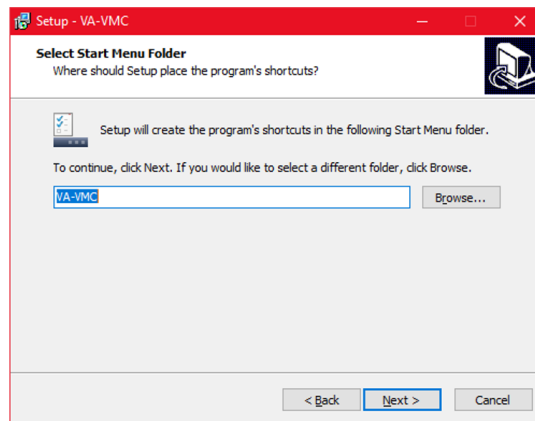 Setup - VA-VMC
Select Start Menu Folder
Where should Setup place the program's shortcuts?
Setup will create the program's shortcuts in the following Start Menu folder.
To continue, click Next. If you would like to select a different folder, click Browse.
VA-VMC
Browse...
< Back
Next >
Cancel